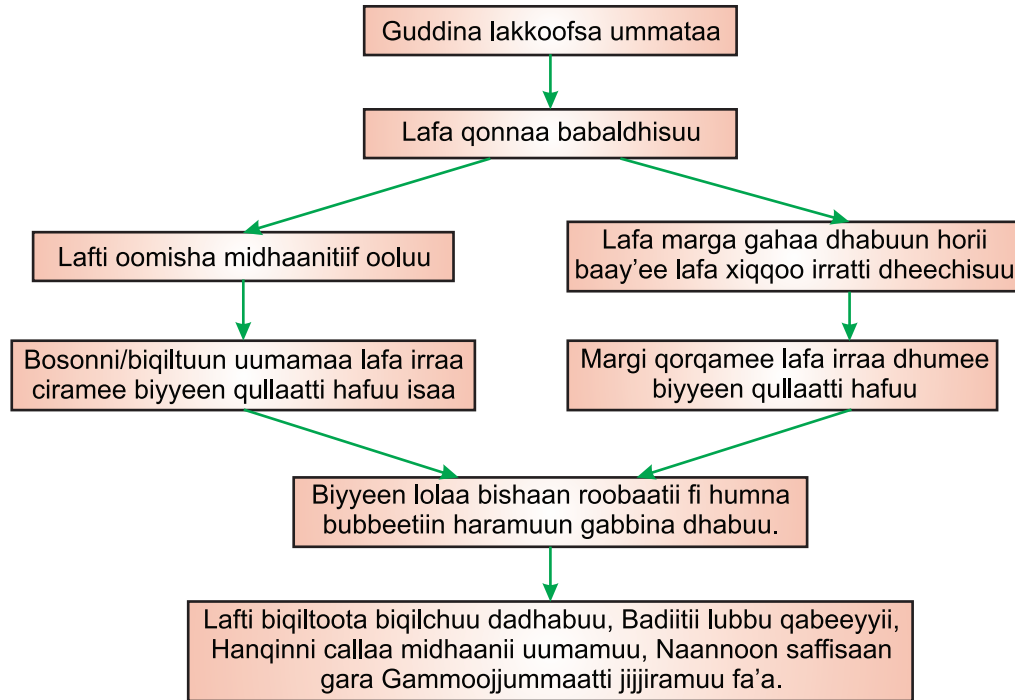 Guddina lakkoofsa ummataa
Lafa qonnaa babaldhisuu
Lafti oomisha midhaanitiif ooluu
Lafa marga gahaa dhabuun horii
baay'ee lafa xiqqoo irratti dheechisuu
Bosonni/biqiltuun uumamaa lafa irraa
ciramee biyyeen qullaatti hafuu isaa
Margi qorqamee lafa irraa dhumee
biyyeen qullaatti hafuu
Biyyeen lolaa bishaan roobaatii fi humna
bubbeetiin haramuun gabbina dhabuu.
Lafti biqiltoota biqilchuu dadhabuu, Badiitii lubbu qabeeyyii,
Hanqinni callaa midhaanii uumamuu, Naannoon saffisaan
gara Gammoojjummaatti jijjiramuu fa'a.